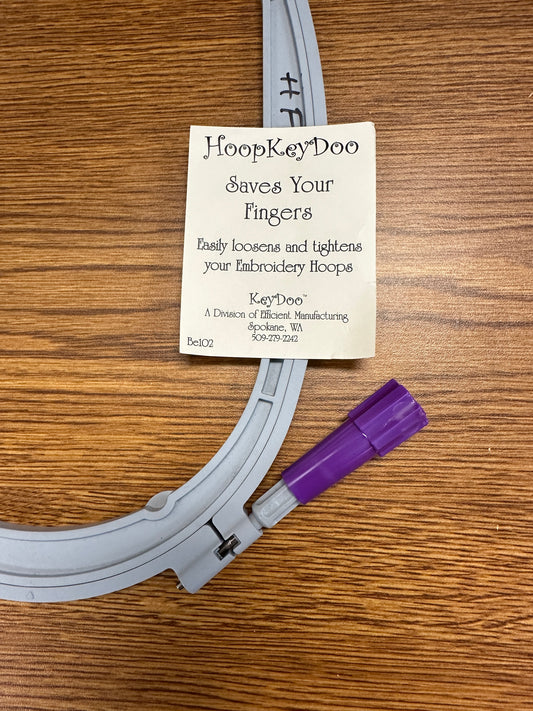 #F
HoopKeyDoo
Saves Your
Fingers
Easily loosens and tightens
your Embroidery Hoops
KeyDoo™
A Division of Efficient Manufacturing
Spokane, WA
509-279-2242
Be102